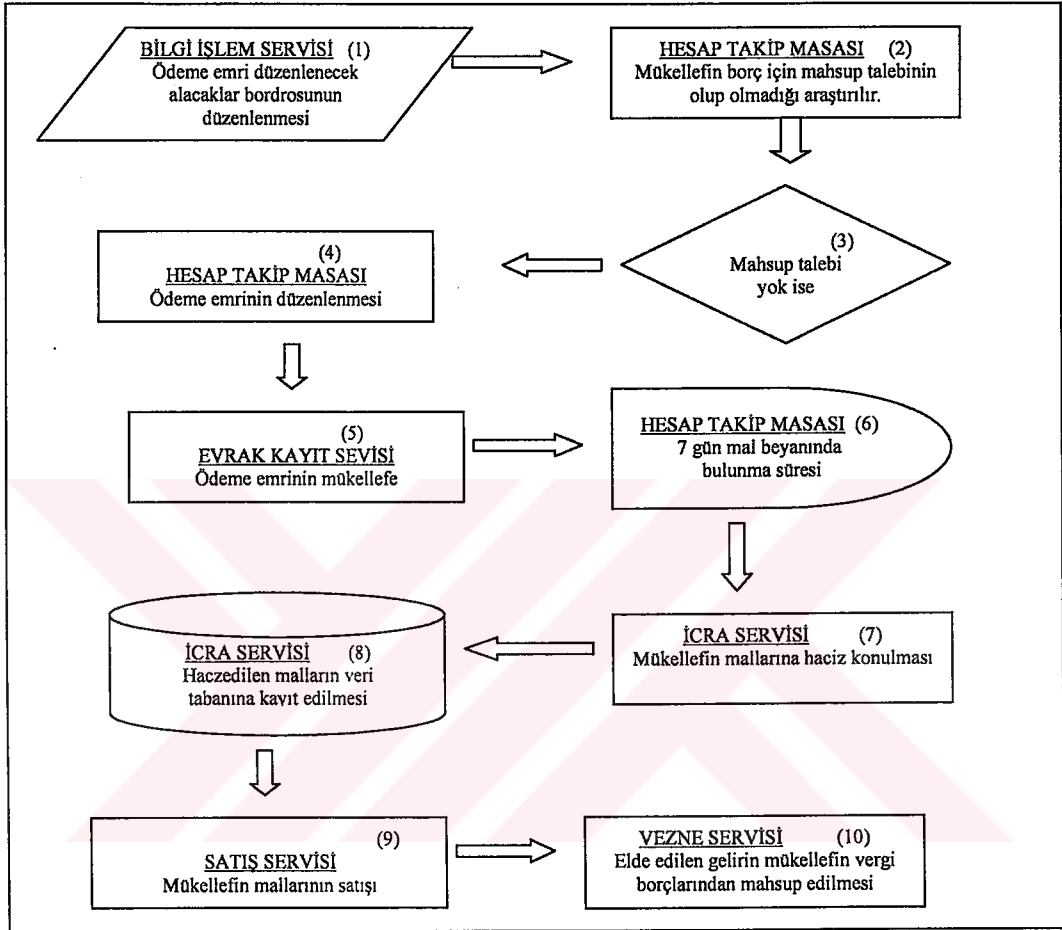 BİLGİ İŞLEM SERVİSİ (1)
Ödeme emri düzenlenecek
alacaklar bordrosunun
düzenlenmesi
HESAP TAKİP MASASI (2)
Mükellefin borç için mahsup talebinin
olup olmadığı araştırılır.
(3)
Mahsup talebi
yok ise
(4)
HESAP TAKİP MASASI
Ödeme emrinin düzenlenmesi
(5)
EVRAK KAYIT SEVİSİ
Ödeme emrinin mükellefe
HESAP TAKİP MASASI (6)
7 gün mal beyanında
bulunma süresi
İCRA SERVİSİ (7)
Mükellefin mallarına haciz konulması
İCRA SERVİSİ (8)
Haczedilen malların veri
tabanına kayıt edilmesi
(9)
SATIŞ SERVİSİ
Mükellefin mallarının satışı
VEZNE SERVİSİ (10)
Elde edilen gelirin mükellefin vergi
borçlarından mahsup edilmesi